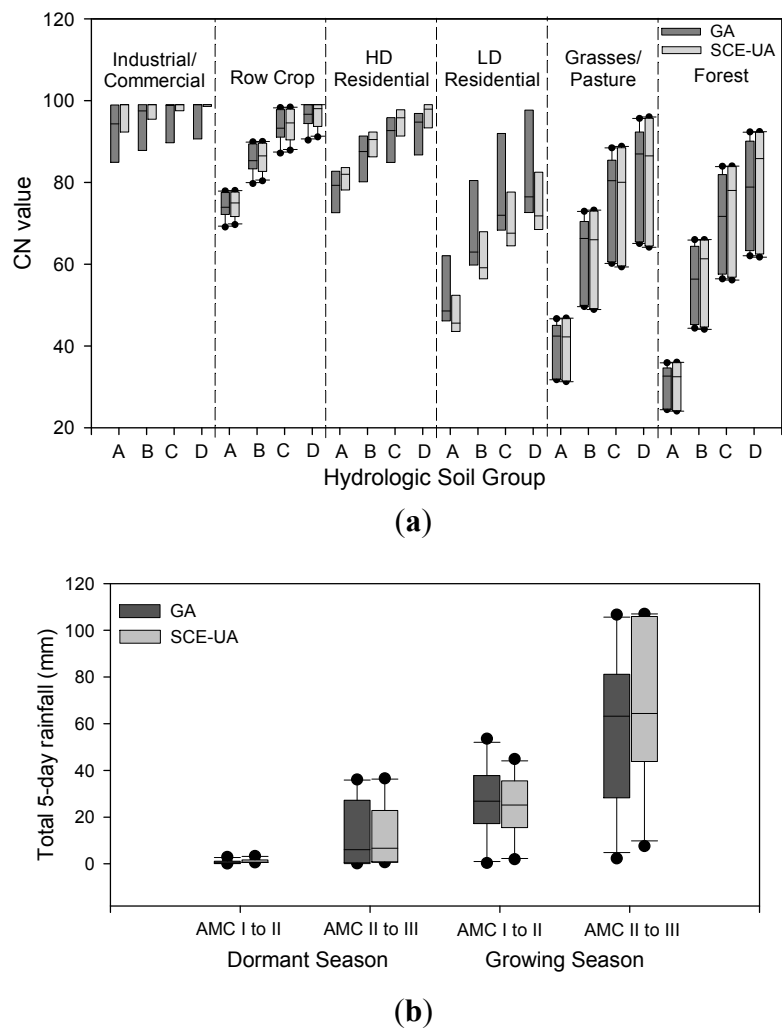 120
GA
SCE-UA
Industrial/
Commercial
Row Crop
HD
Residential
LD
Residential
Grasses/
Pasture
Forest
100
80
60
40
20
CN value
A B C D A B C D A B C D A B C D A B C D A B C D
Hydrologic Soil Group
(a)
120
GA
SCE-UA
100
80
60
40
20
0
Total 5-day rainfall (mm)
AMC I to II AMC II to III AMC I to II AMC II to III
Dormant Season Growing Season
(b)